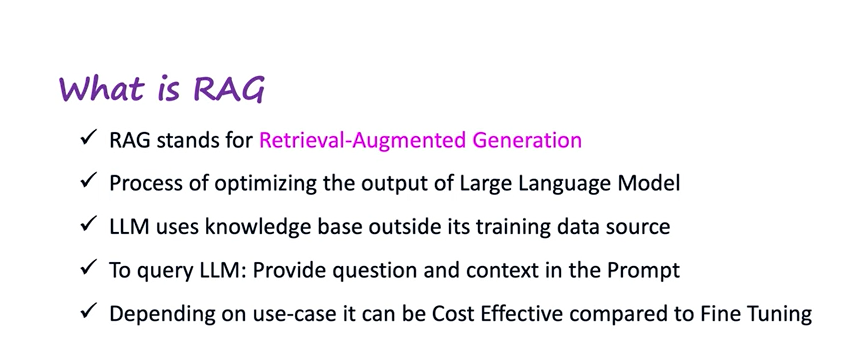 What is RAG
✓ RAG stands for Retrieval-Augmented Generation
✓ Process of optimizing the output of Large Language Model
✓ LLM uses knowledge base outside its training data source
✓ To query LLM: Provide question and context in the Prompt
✓ Depending on use-case it can be Cost Effective compared to Fine Tuning